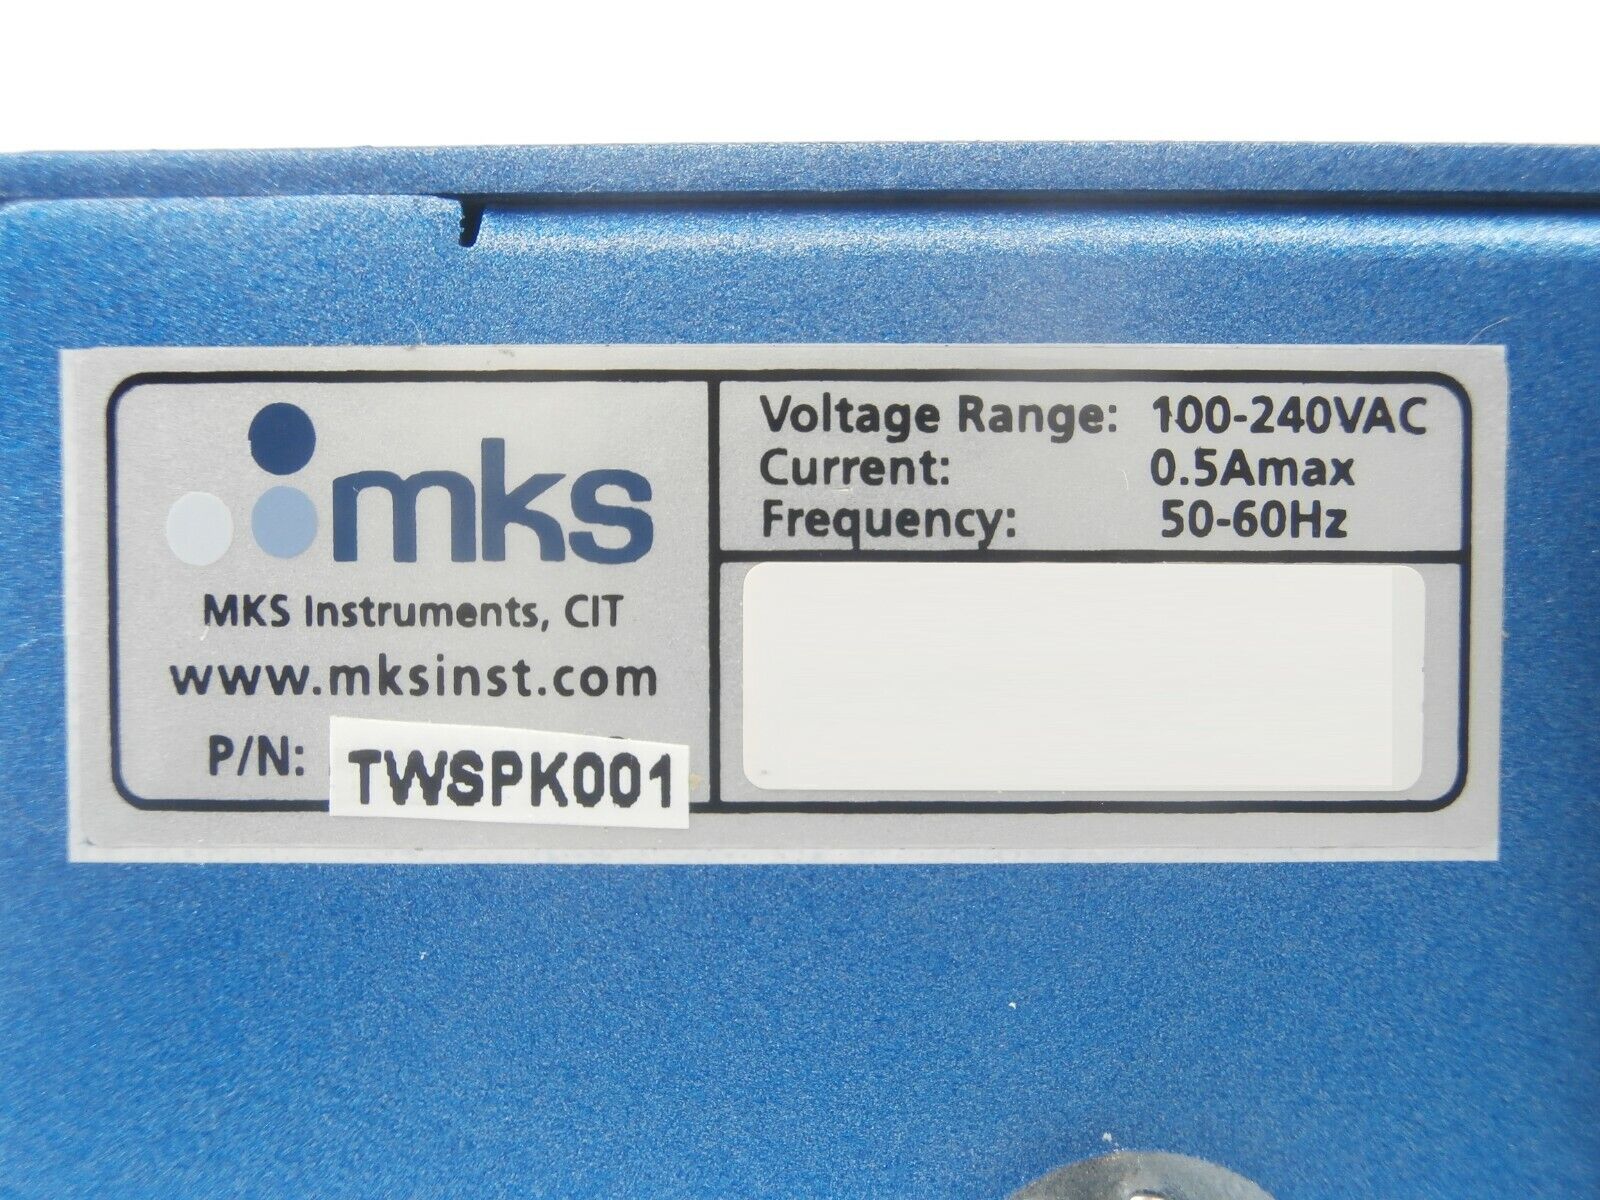 mks
MKS Instruments, CIT
www.mksinst.com
P/N: TWSPK001
Voltage Range: 100-240VAC
Current: 0.5Amax
Frequency: 50-60Hz